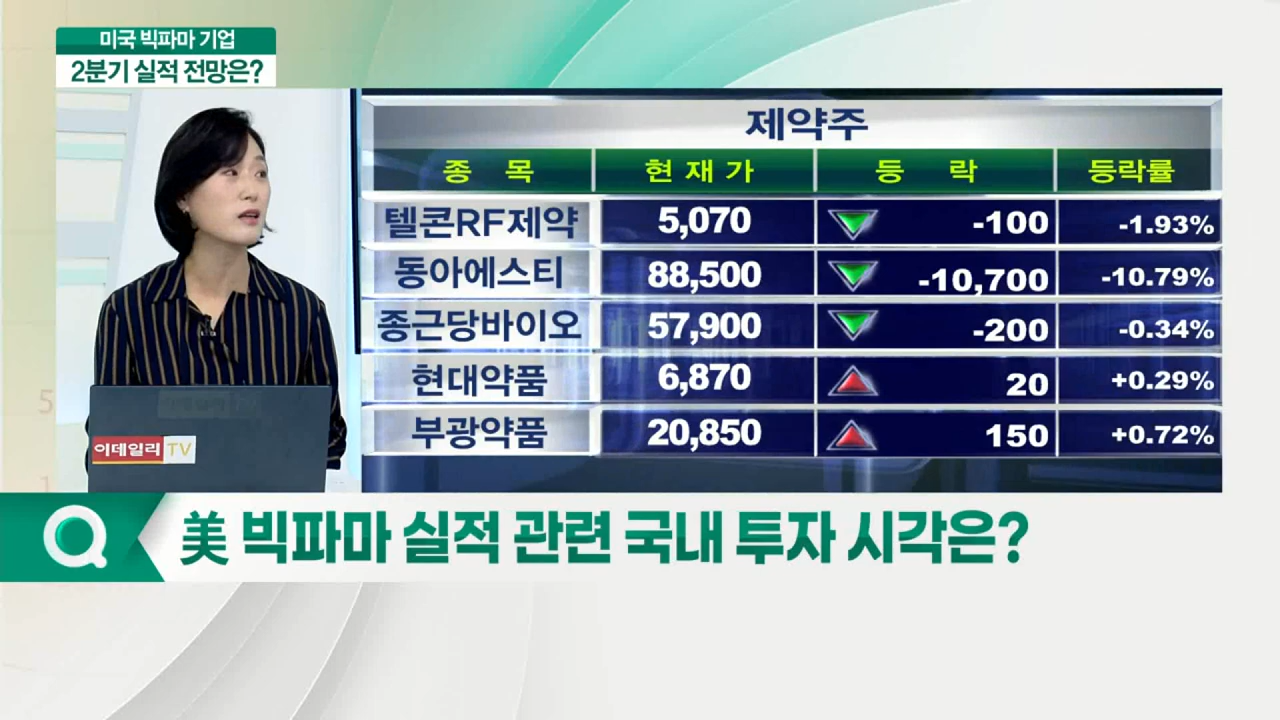 미국 빅파마 기업
2분기 실적 전망은?
제약주
종 목 현 재 가 등 락 등락률
텔콘RF제약 5,070 -100 -1.93%
동아에스티 88,500 -10,700 -10.79%
종근당바이오 57,900 -200 -0.34%
현대약품 6,870 20 +0.29%
부광약품 20,850 150 +0.72%
이데일리 TV
美 빅파마 실적 관련 국내 투자 시각은?